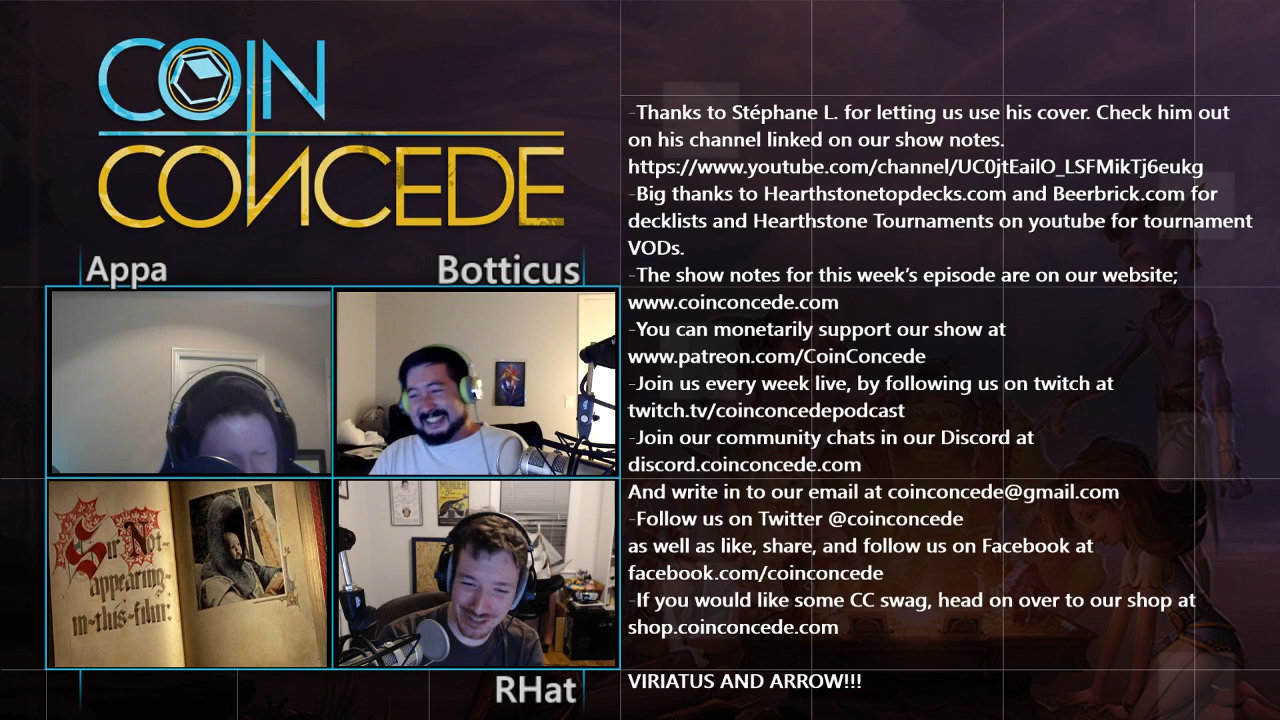 COIN
CONCEDE
Appa
Botticus
Sir Not-
appearing-
in-this-film:
RHat
-Thanks to Stéphane L. for letting us use his cover. Check him out
on his channel linked on our show notes.
https://www.youtube.com/channel/UC0jtEailO_LSFMikTj6eukg
-Big thanks to Hearthstonetopdecks.com and Beerbrick.com for
decklists and Hearthstone Tournaments on youtube for tournament
VODs.
-The show notes for this week's episode are on our website;
www.coinconcede.com
-You can monetarily support our show at
www.patreon.com/CoinConcede
-Join us every week live, by following us on twitch at
twitch.tv/coinconcedepodcast
-Join our community chats in our Discord at
discord.coinconcede.com
And write in to our email at coinconcede@gmail.com
-Follow us on Twitter @coinconcede
as well as like, share, and follow us on Facebook at
facebook.com/coinconcede
-If you would like some CC swag, head on over to our shop at
shop.coinconcede.com
VIRIATUS AND ARROW!!!